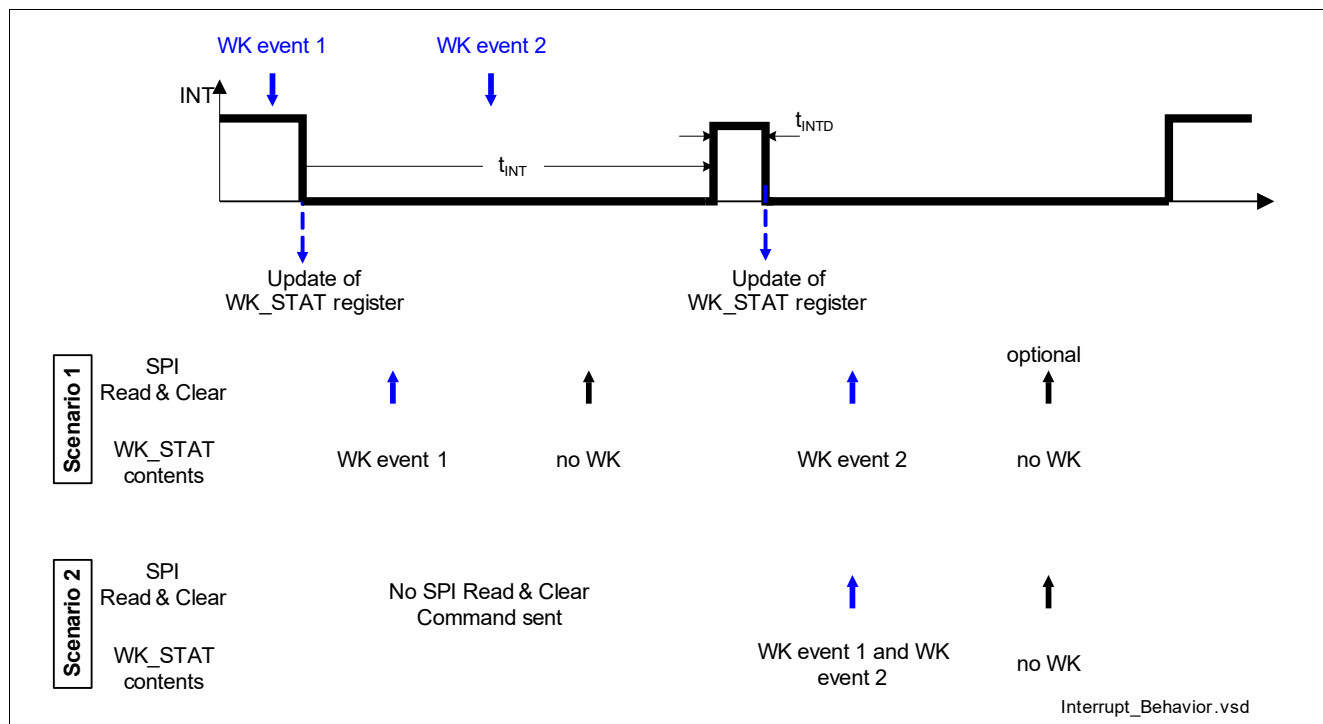 WK event 1
WK event 2
INT
tINTD
tINT
Update of
WK_STAT register
Update of
WK_STAT register
Scenario 1
SPI
Read & Clear
optional
WK_STAT
contents
WK event 1
no WK
WK event 2
no WK
Scenario 2
SPI
Read & Clear
No SPI Read & Clear
Command sent
WK_STAT
contents
WK event 1 and WK
event 2
no WK
Interrupt_Behavior.vsd